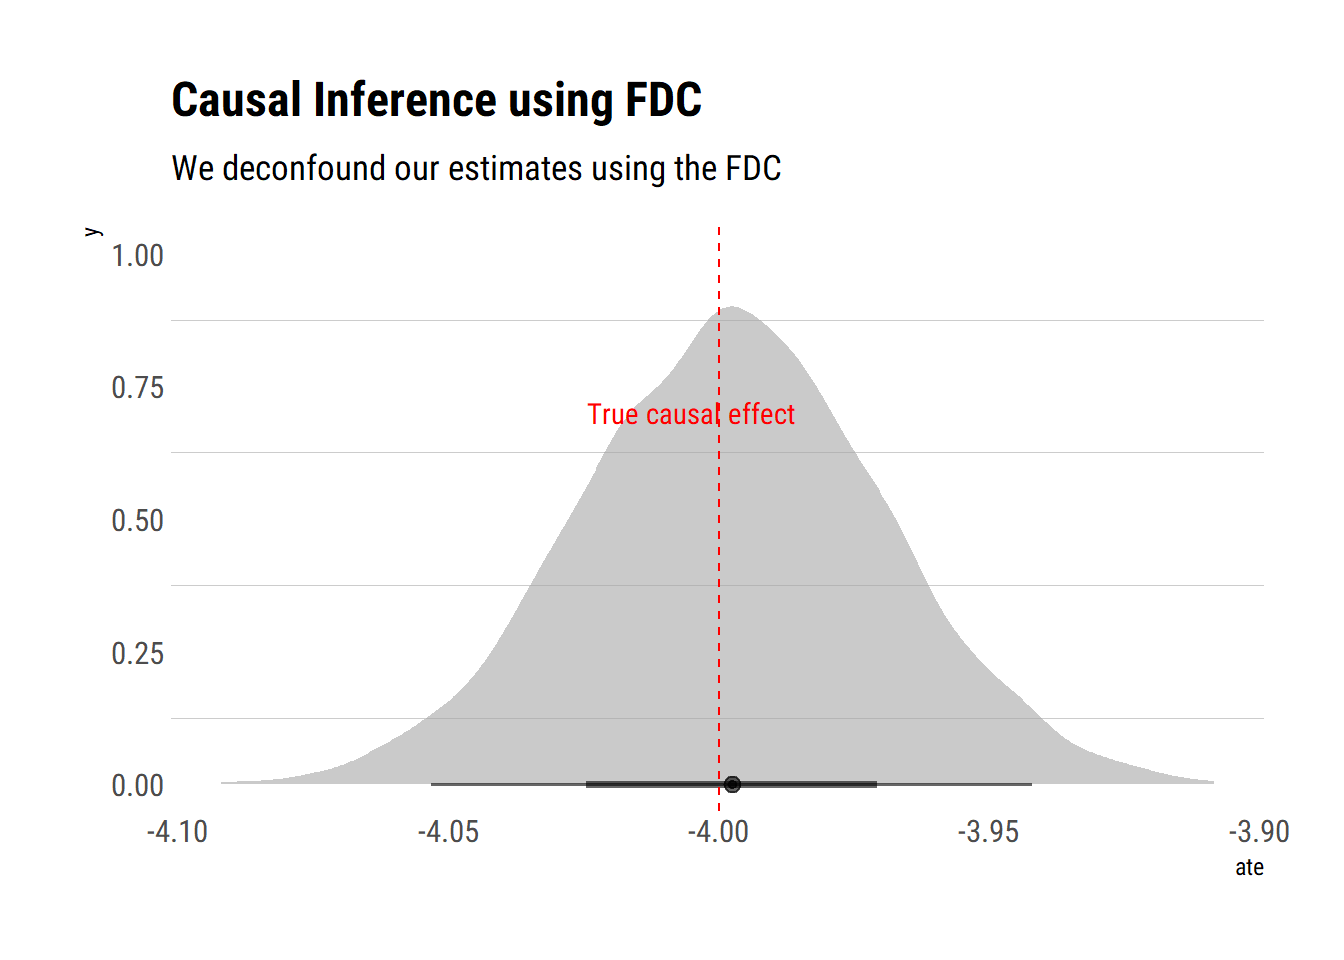 Causal Inference using FDC
We deconfound our estimates using the FDC
y
1.00
0.75
True causal effect
0.50
0.25
0.00
-4.10 -4.05 -4.00 -3.95 -3.90
ate